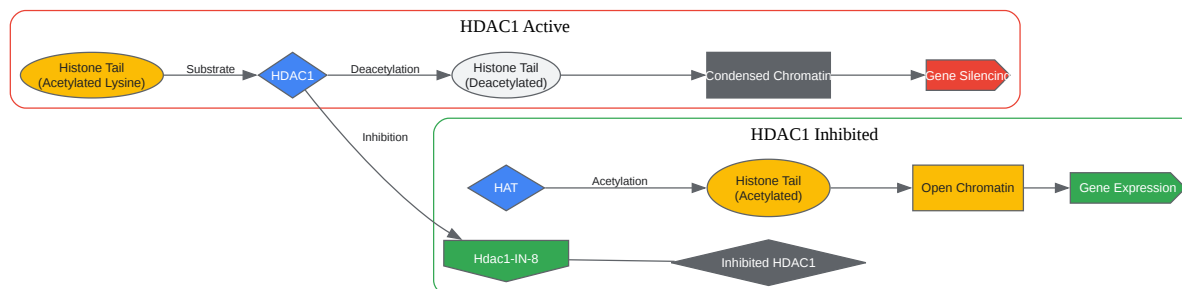 HDAC1 Active
Histone Tail
(Acetylated Lysine)
Substrate
HDAC1
Deacetylation
Histone Tail
(Deacetylated)
Condensed Chromatin
Gene Silencing
Inhibition
HDAC1 Inhibited
HAT
Acetylation
Histone Tail
(Acetylated)
Open Chromatin
Gene Expression
Hdac1-IN-8
Inhibited HDAC1